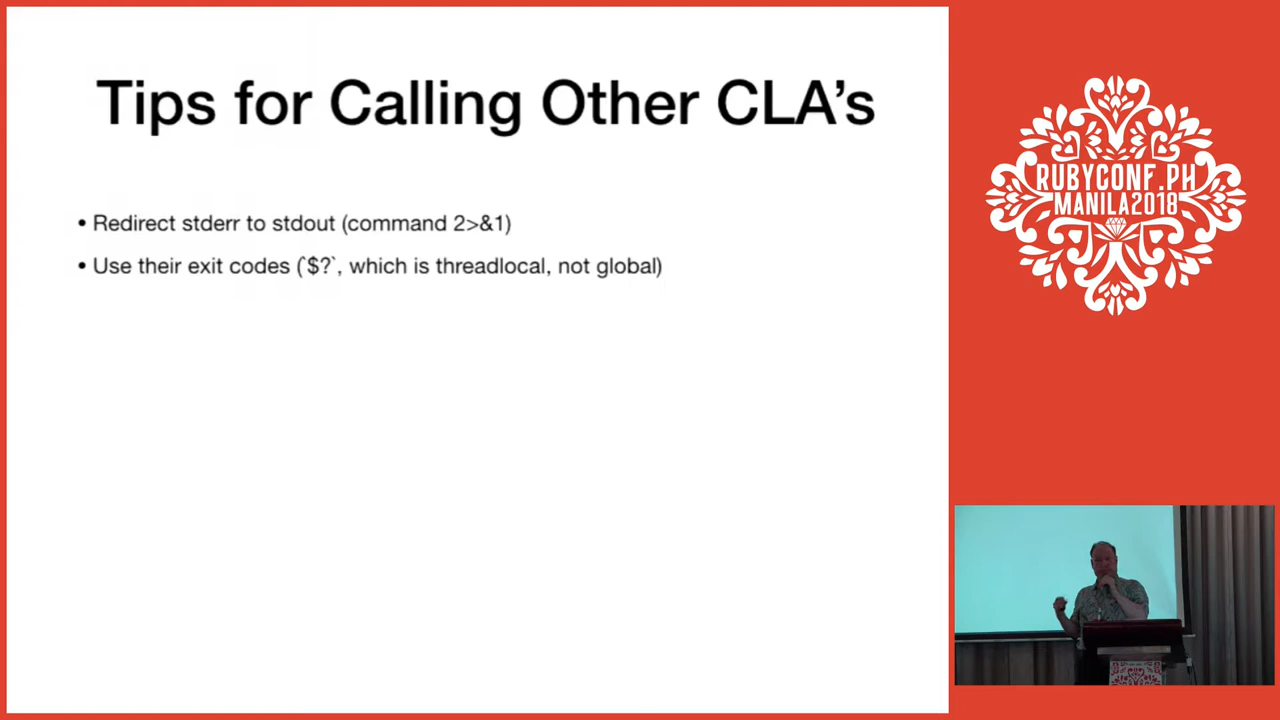 Tips for Calling Other CLA's
• Redirect stderr to stdout (command 2>&1)
• Use their exit codes (`$?`, which is threadlocal, not global)
RUBYCONF.PH
MANILA2018